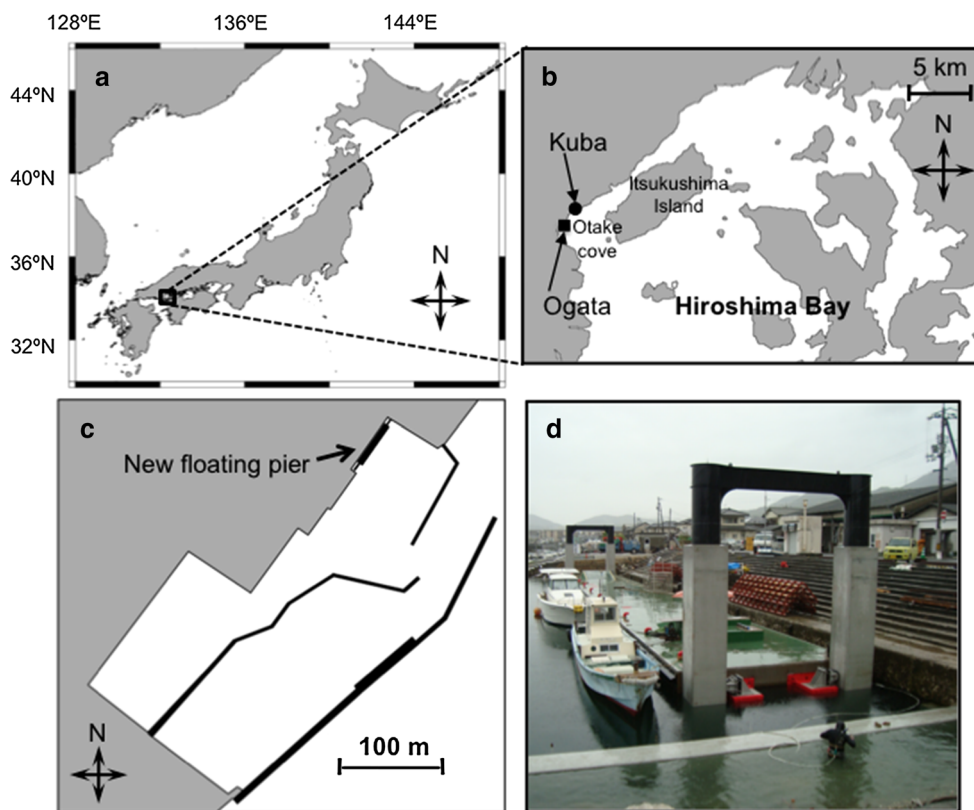 128ºE 136ºE 144ºE
a
44ºN
40ºN
36ºN
32ºN
N
b
5 km
N
Kuba
Itsukushima
Island
Otake
cove
Ogata
Hiroshima Bay
c
New floating pier
N
100 m
d